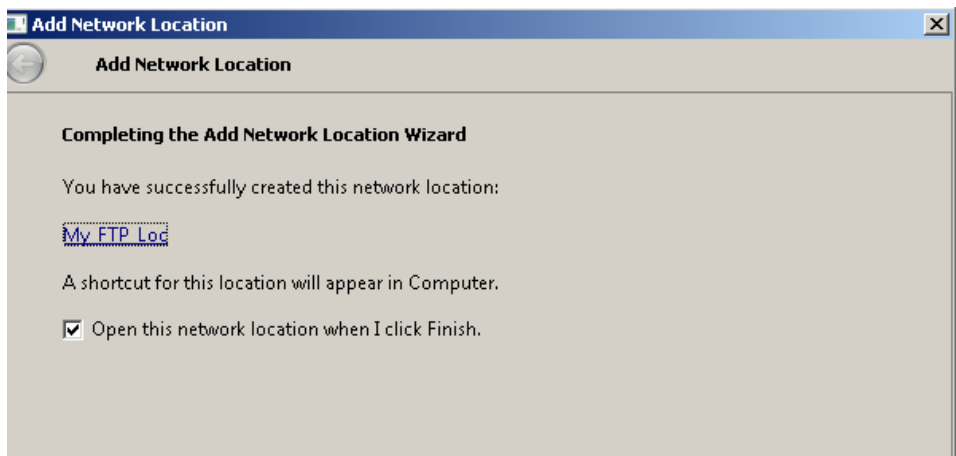 Add Network Location
Add Network Location
Completing the Add Network Location Wizard
You have successfully created this network location:
My FTP Loc
A shortcut for this location will appear in Computer.
Open this network location when I click Finish.